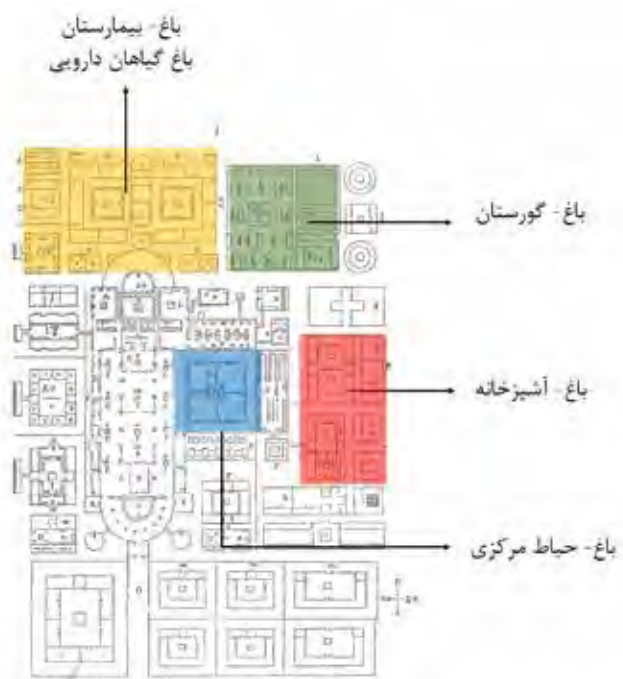 باغ- بیمارستان
باغ گیاهان دارویی
باغ- گورستان
باغ- آشپزخانه
باغ- حیاط مرکزی